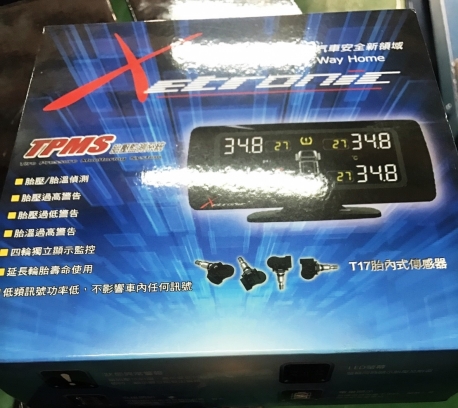 汽車安全新領域
Way Home
Xetronic
TPMS
胎壓/胎溫偵測
胎壓過高警告
胎壓過低警告
胎溫過高警告
四輪獨立顯示監控
延長輪胎壽命使用
低頻訊號功率低，不影響車內任何訊號
34.8 27 27 34.8
℃
27 34.8
Xetronic
T17胎內式傳感器